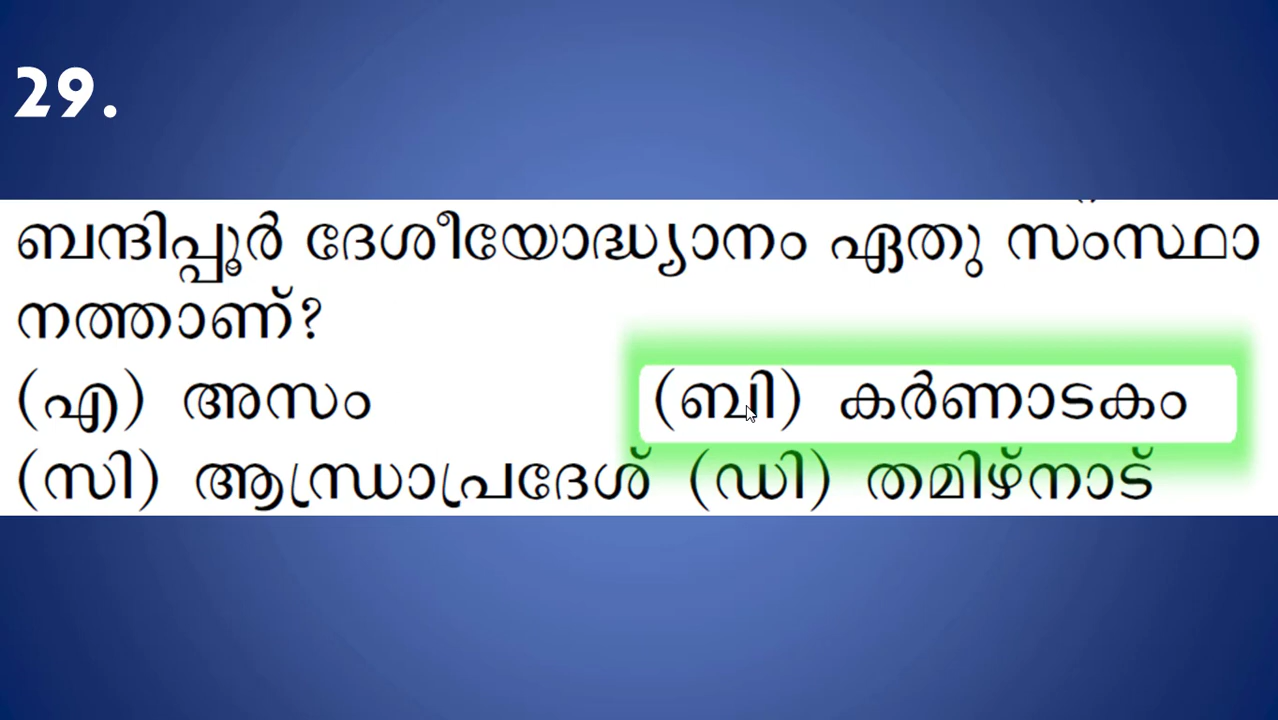 29.
ബന്ദിപ്പൂർ ദേശീയോദ്ധ്യാനം ഏതു സംസ്ഥാ
നത്താണ്?
(എ) അസം (ബി) കർണാടകം
(സി) ആന്ധ്രാപ്രദേശ് (ഡി) തമിഴ്നാട്